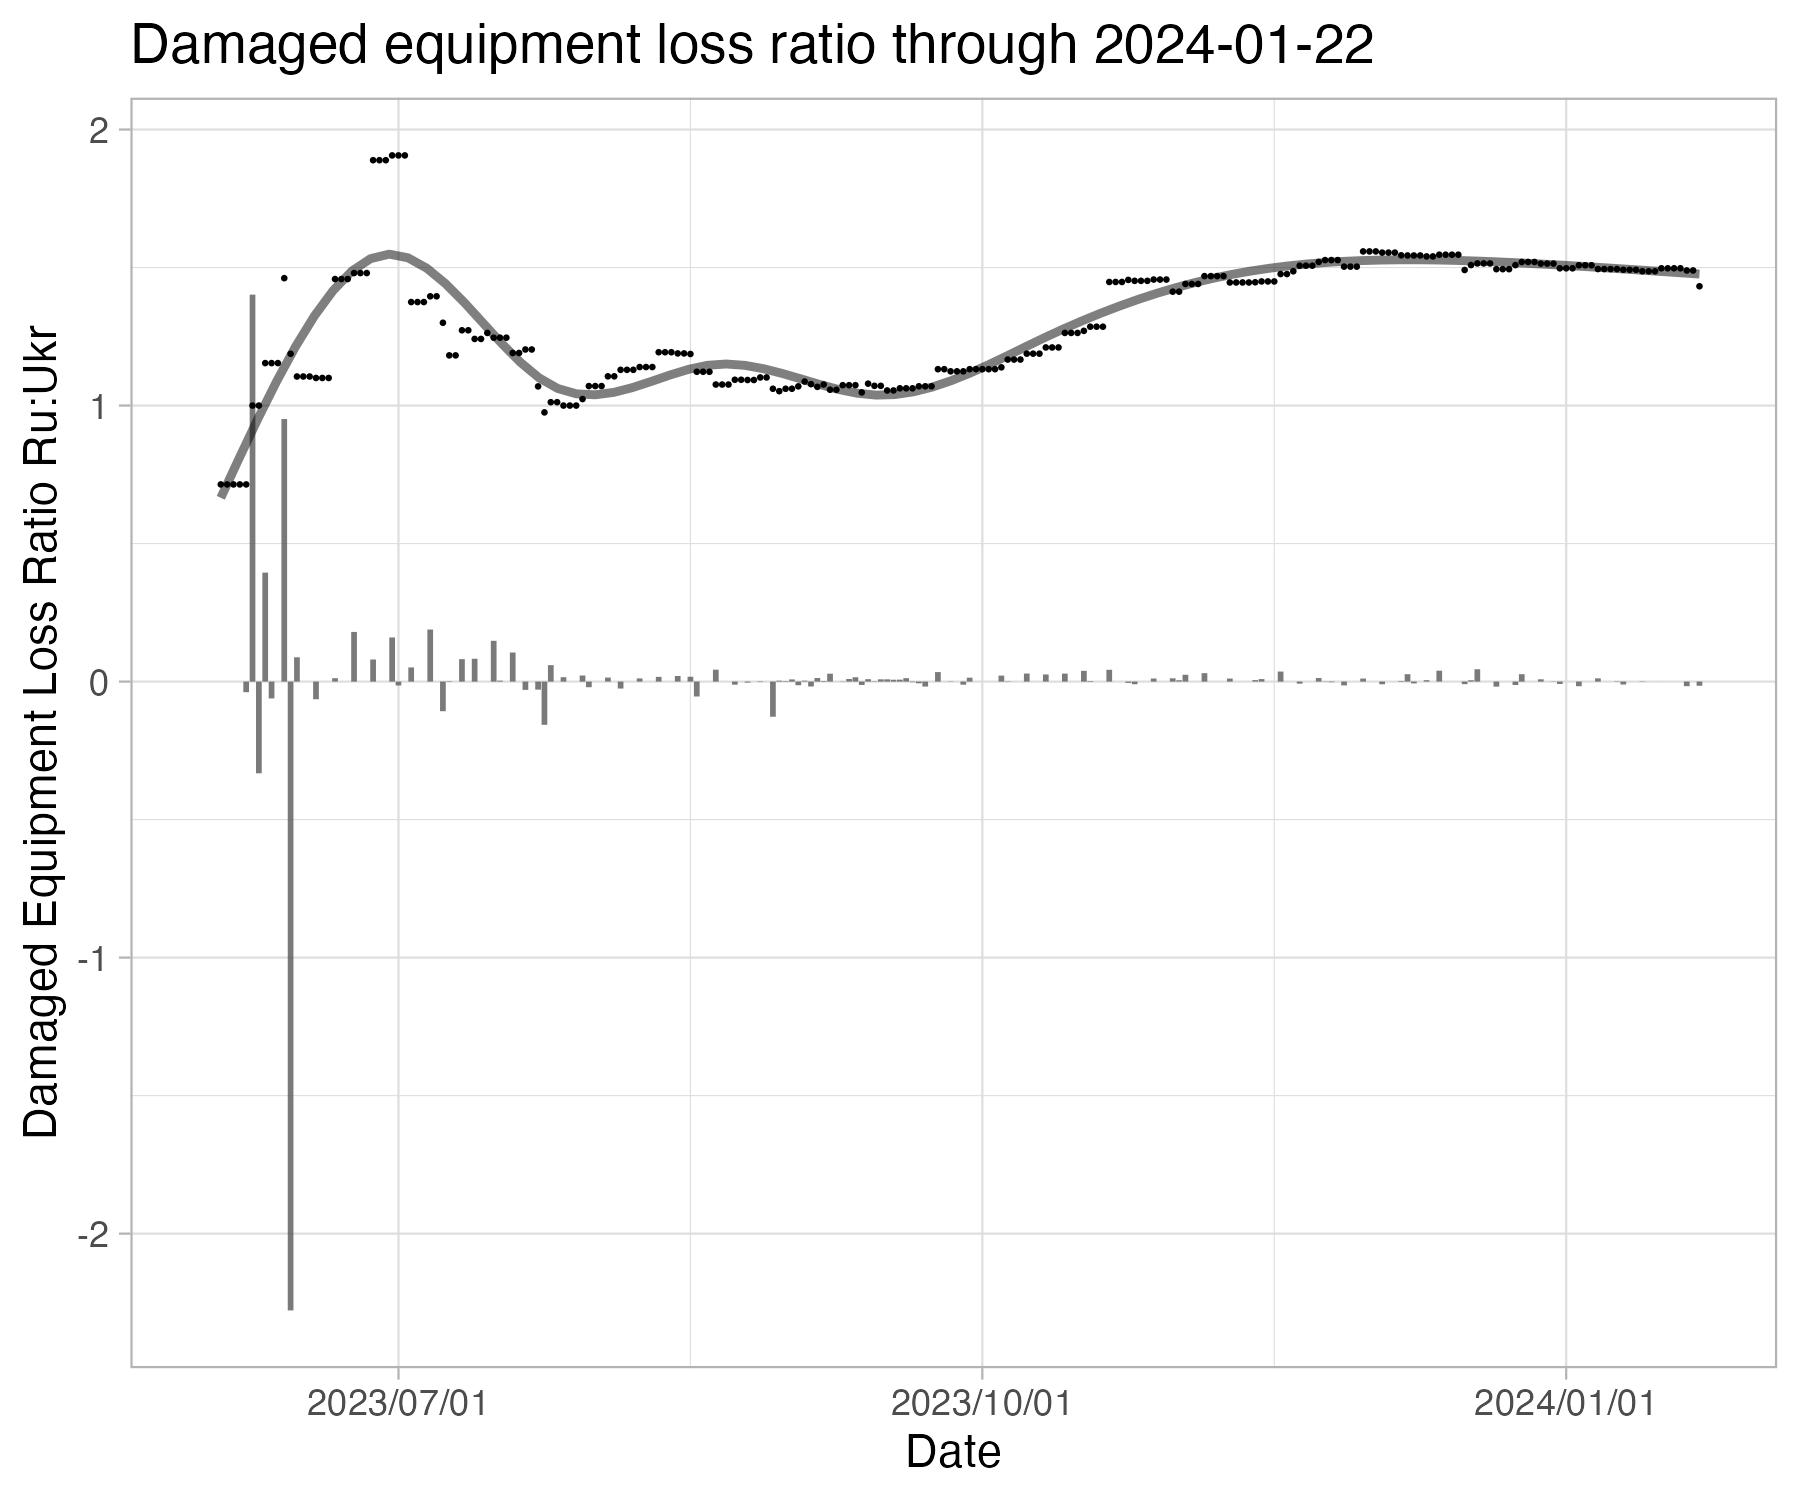 Damaged equipment loss ratio through 2024-01-22
Damaged Equipment Loss Ratio Ru:Ukr
2
1
0
-1
-2
2023/07/01
2023/10/01
2024/01/01
Date